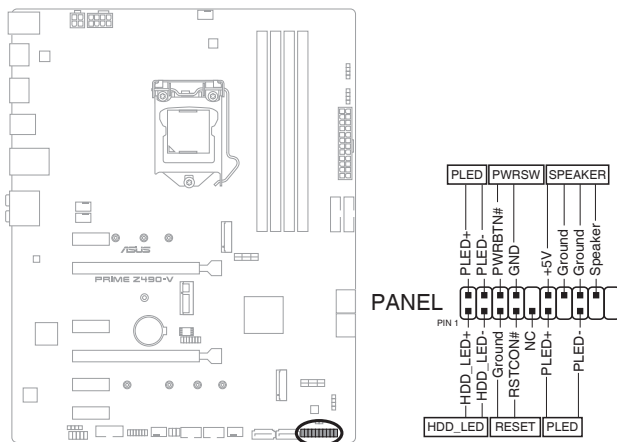 ASUS
PRIME Z490-V
PLED PWRSW SPEAKER
PLED+
PLED-
PWRBTN#
GND
+5V
Ground
Ground
Speaker
PANEL
PIN 1
HDD_LED+
HDD_LED-
Ground
RSTCON#
NC
PLED+
PLED-
HDD_LED RESET PLED